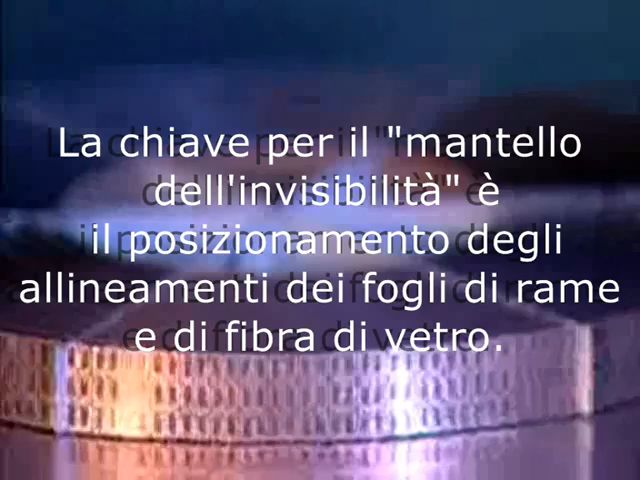 La chiave per il "mantello
dell'invisibilità" è
il posizionamento degli
allineamenti dei fogli di rame
e di fibra di vetro.